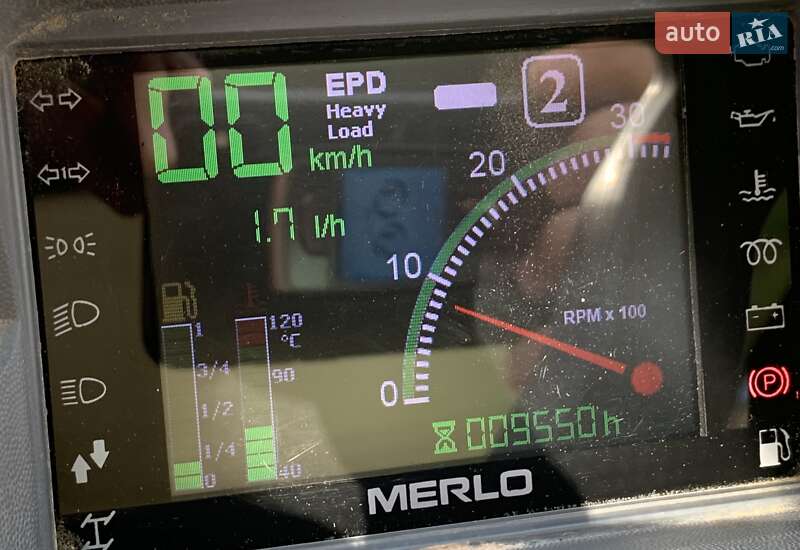 auto RIA
.com
00 km/h
EPD
Heavy
Load
2
1.7 l/h
0
10
20
30
RPM x 100
1
3/4
1/2
1/4
0
120
°C
90
40
009550 h
MERLO
P